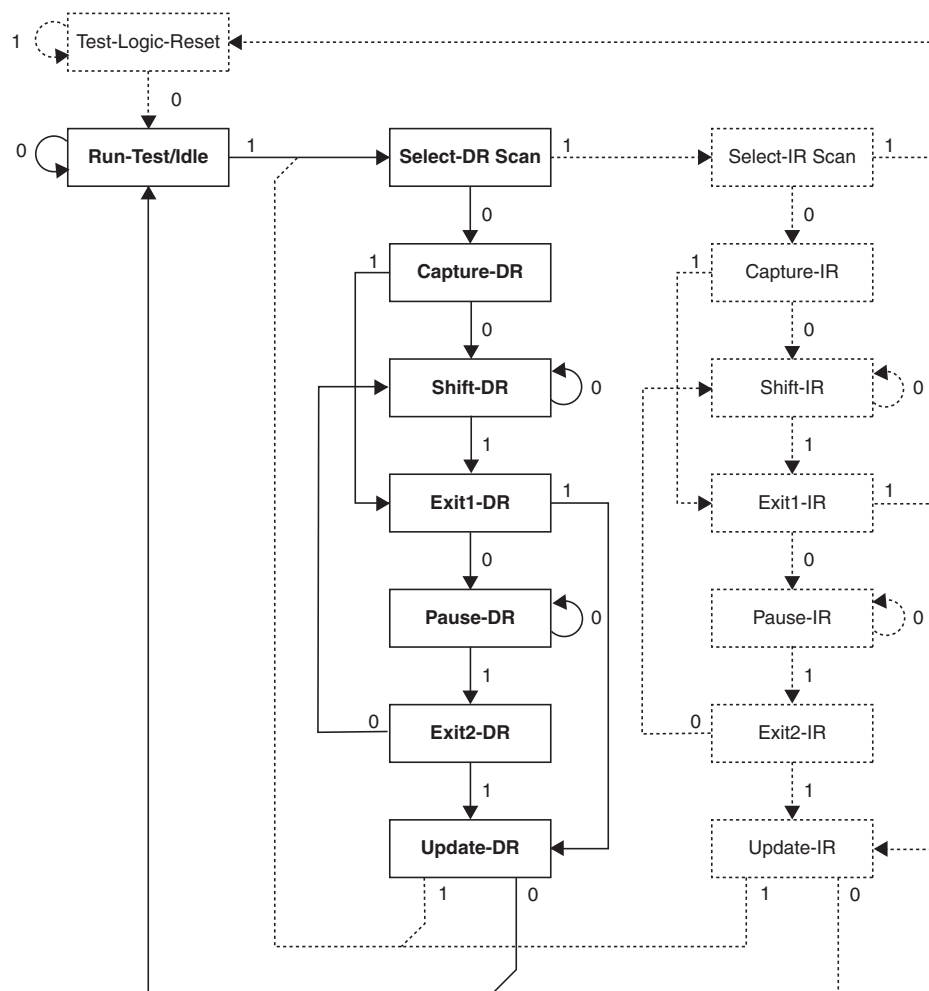 1 Test-Logic-Reset
0
0 Run-Test/Idle 1 Select-DR Scan 1 Select-IR Scan 1
0 0
1 Capture-DR 1 Capture-IR
0 0
Shift-DR 0 Shift-IR 0
1 1
Exit1-DR 1 Exit1-IR 1
0 0
Pause-DR 0 Pause-IR 0
1 1
0 Exit2-DR 0 Exit2-IR
1 1
Update-DR Update-IR
1 0 1 0